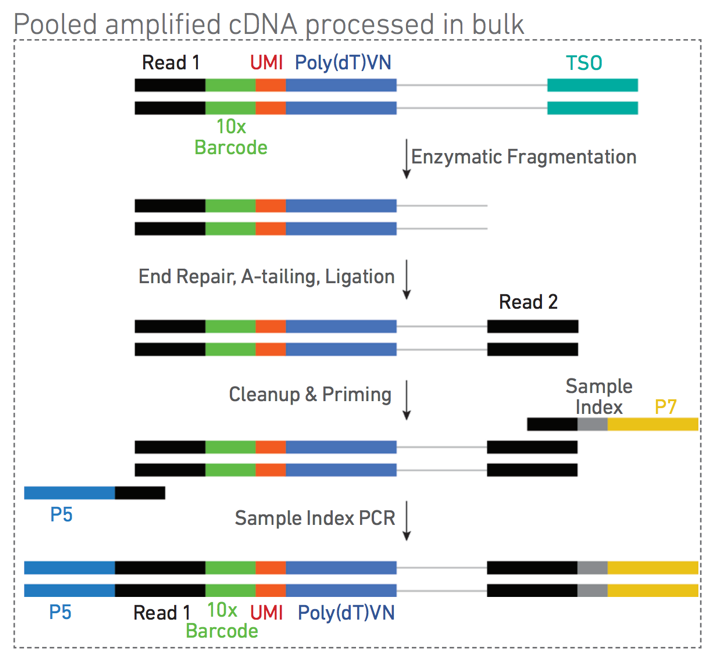 Pooled amplified cDNA processed in bulk
Read 1 UMI Poly(dT)VN TSO
10x
Barcode
Enzymatic Fragmentation
End Repair, A-tailing, Ligation
Read 2
Cleanup & Priming
Sample
Index P7
P5
Sample Index PCR
P5 Read 1 10x UMI Poly(dT)VN
Barcode